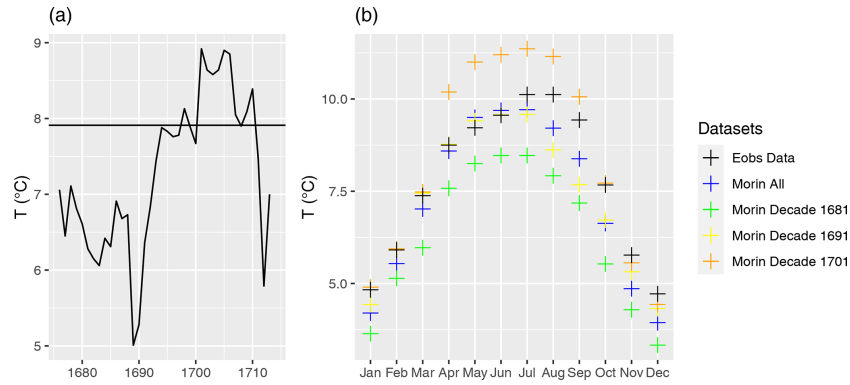 (a)
(b)
T (°C)
9
8
7
6
5
1680 1690 1700 1710
T (°C)
10.0
7.5
5.0
Jan Feb Mar Apr May Jun Jul Aug Sep Oct Nov Dec
Datasets
Eobs Data
Morin All
Morin Decade 1681
Morin Decade 1691
Morin Decade 1701